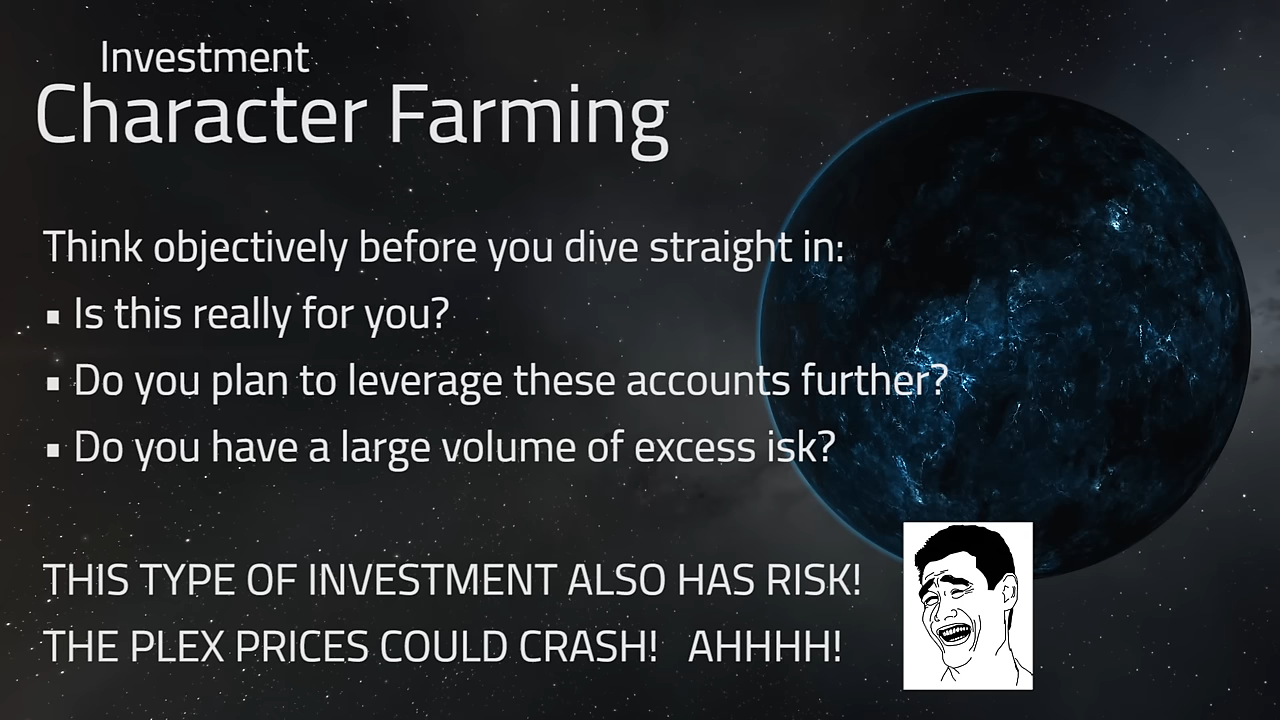 Investment
Character Farming
Think objectively before you dive straight in:
▪ Is this really for you?
▪ Do you plan to leverage these accounts further?
▪ Do you have a large volume of excess isk?
THIS TYPE OF INVESTMENT ALSO HAS RISK!
THE PLEX PRICES COULD CRASH!   AHHHH!